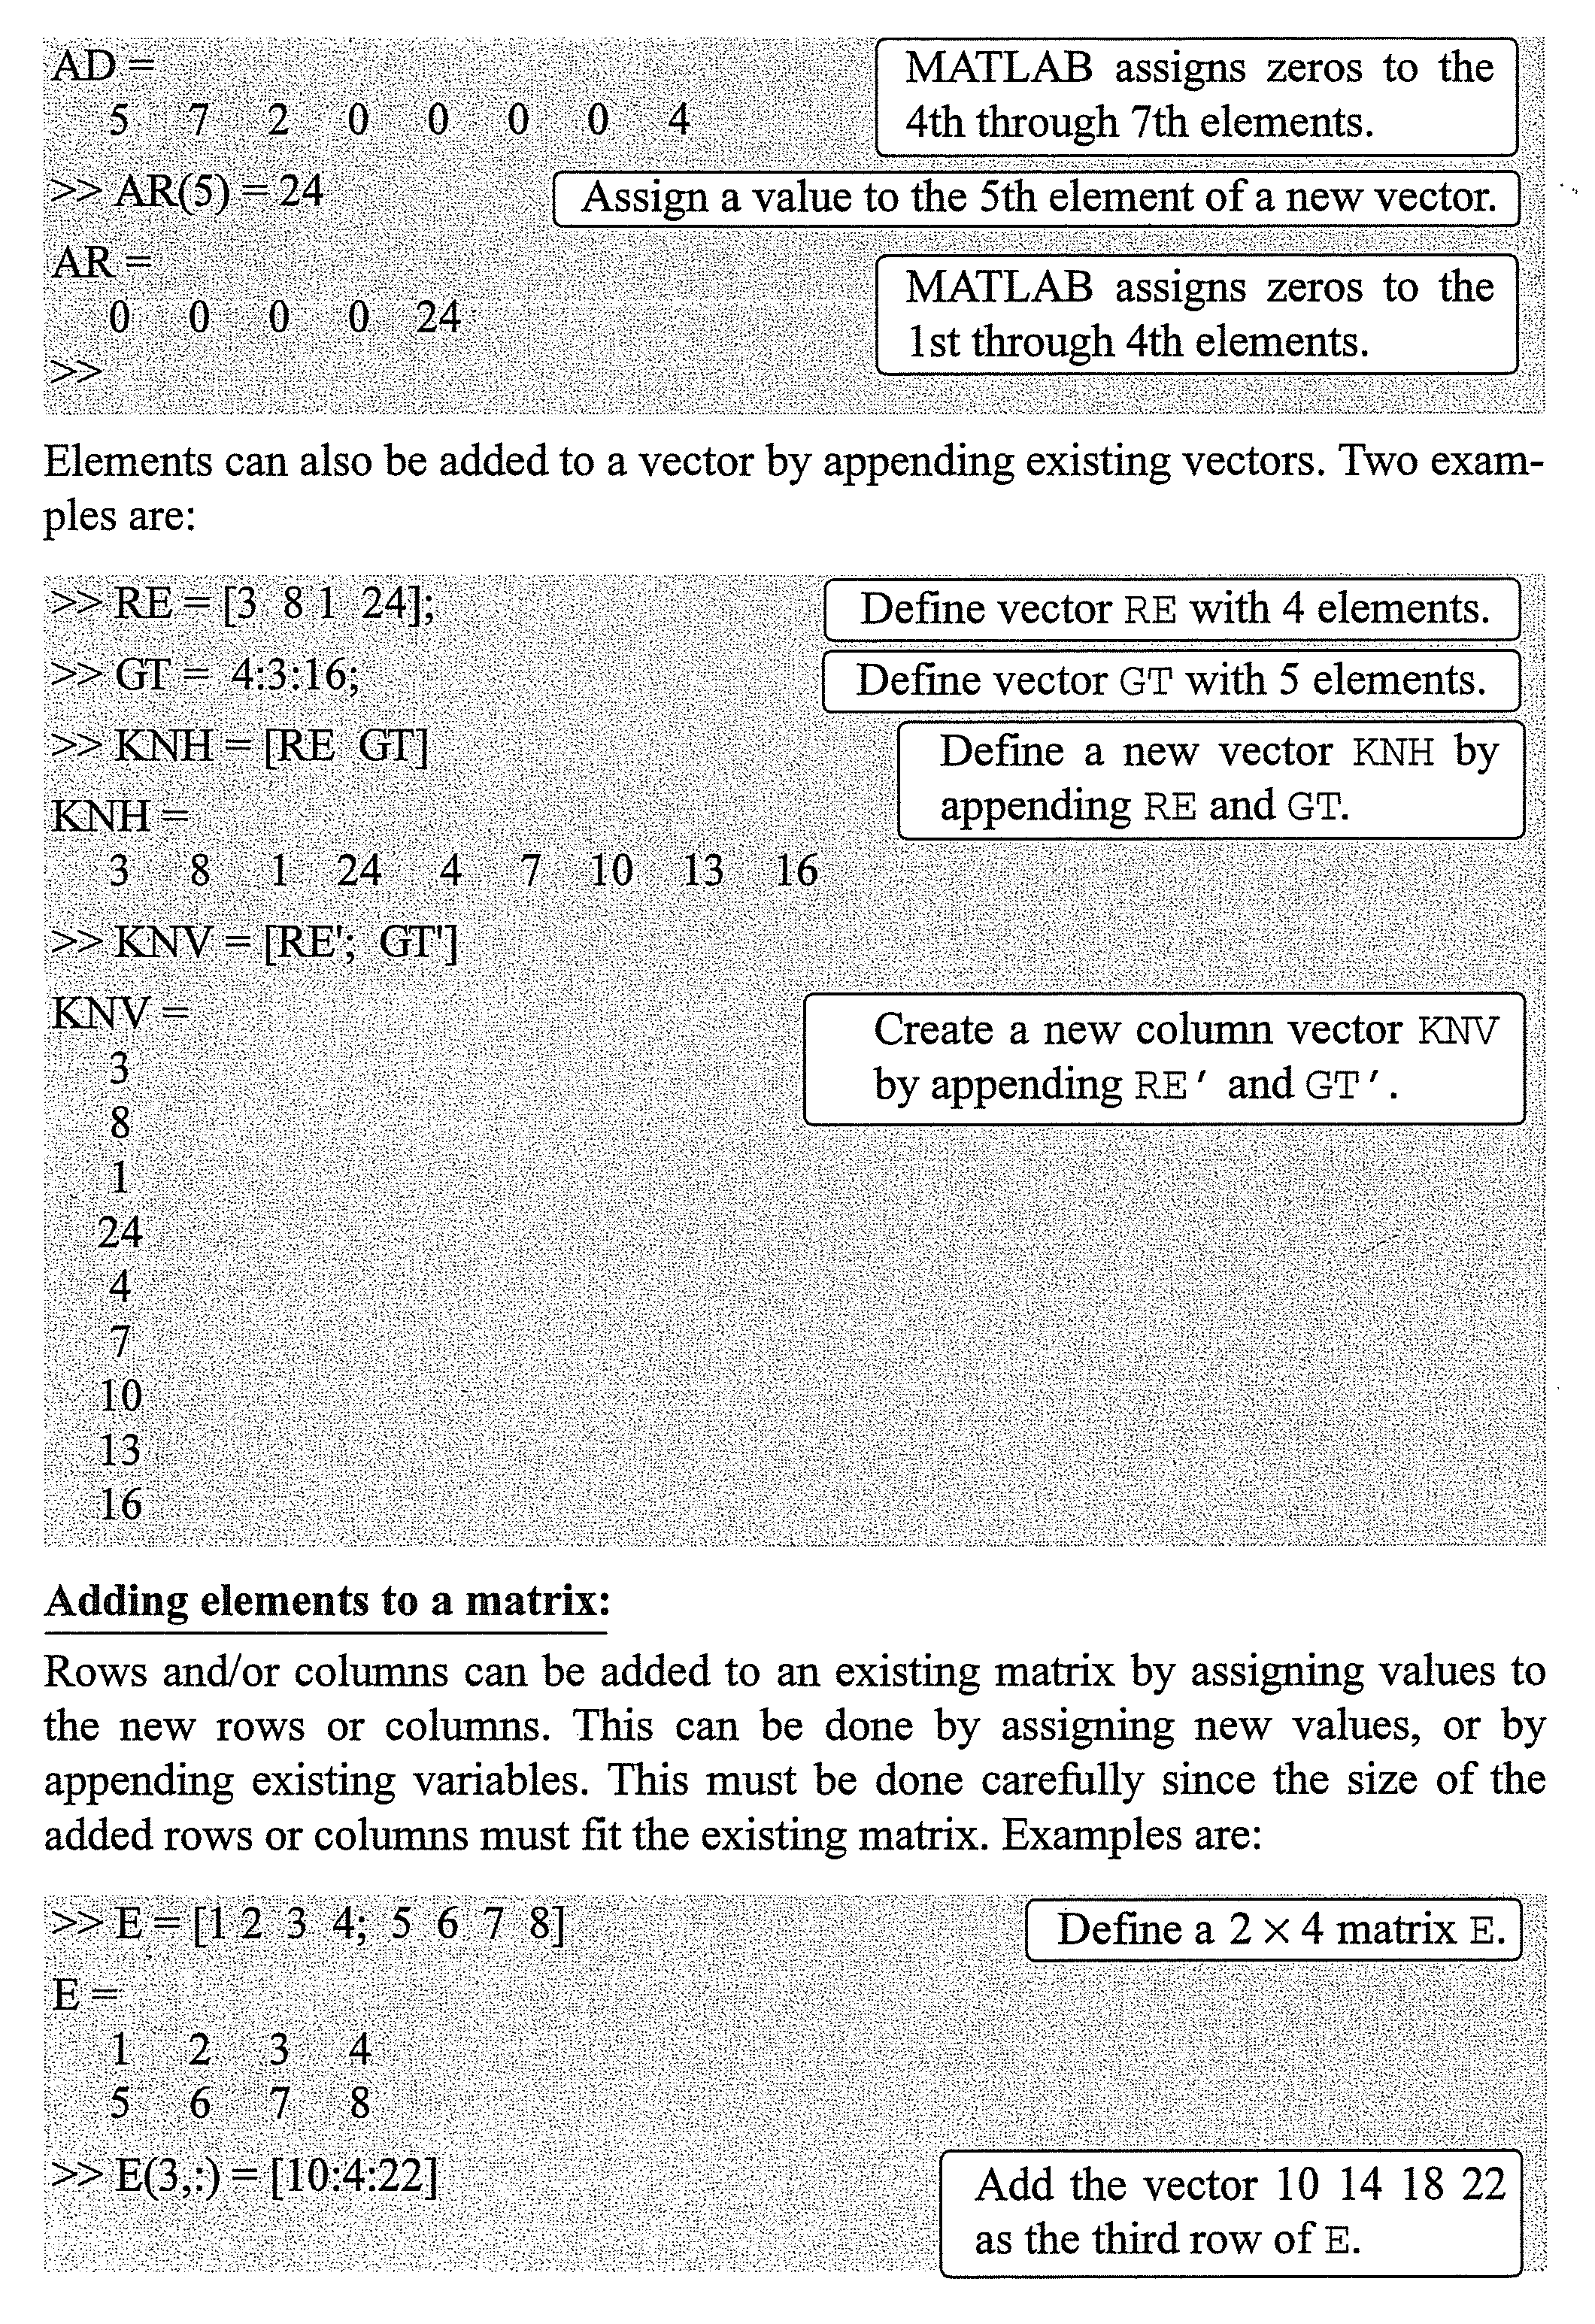 AD =
5 7 2 0 0 0 0 4
MATLAB assigns zeros to the
4th through 7th elements.
>> AR(5) = 24
Assign a value to the 5th element of a new vector.
AR =
0 0 0 0 24
MATLAB assigns zeros to the
1st through 4th elements.
>>
Elements can also be added to a vector by appending existing vectors. Two exam-
ples are:
>> RE = [3 8 1 24];
Define vector RE with 4 elements.
>> GT = 4:3:16;
Define vector GT with 5 elements.
>> KNH = [RE GT]
Define a new vector KNH by
appending RE and GT.
KNH =
3 8 1 24 4 7 10 13 16
>> KNV = [RE'; GT']
KNV =
Create a new column vector KNV
by appending RE' and GT'.
3
8
1
24
4
7
10
13
16
Adding elements to a matrix:
Rows and/or columns can be added to an existing matrix by assigning values to
the new rows or columns. This can be done by assigning new values, or by
appending existing variables. This must be done carefully since the size of the
added rows or columns must fit the existing matrix. Examples are:
>> E = [1 2 3 4; 5 6 7 8]
Define a 2 × 4 matrix E.
E =
1 2 3 4
5 6 7 8
>> E(3,:) = [10:4:22]
Add the vector 10 14 18 22
as the third row of E.